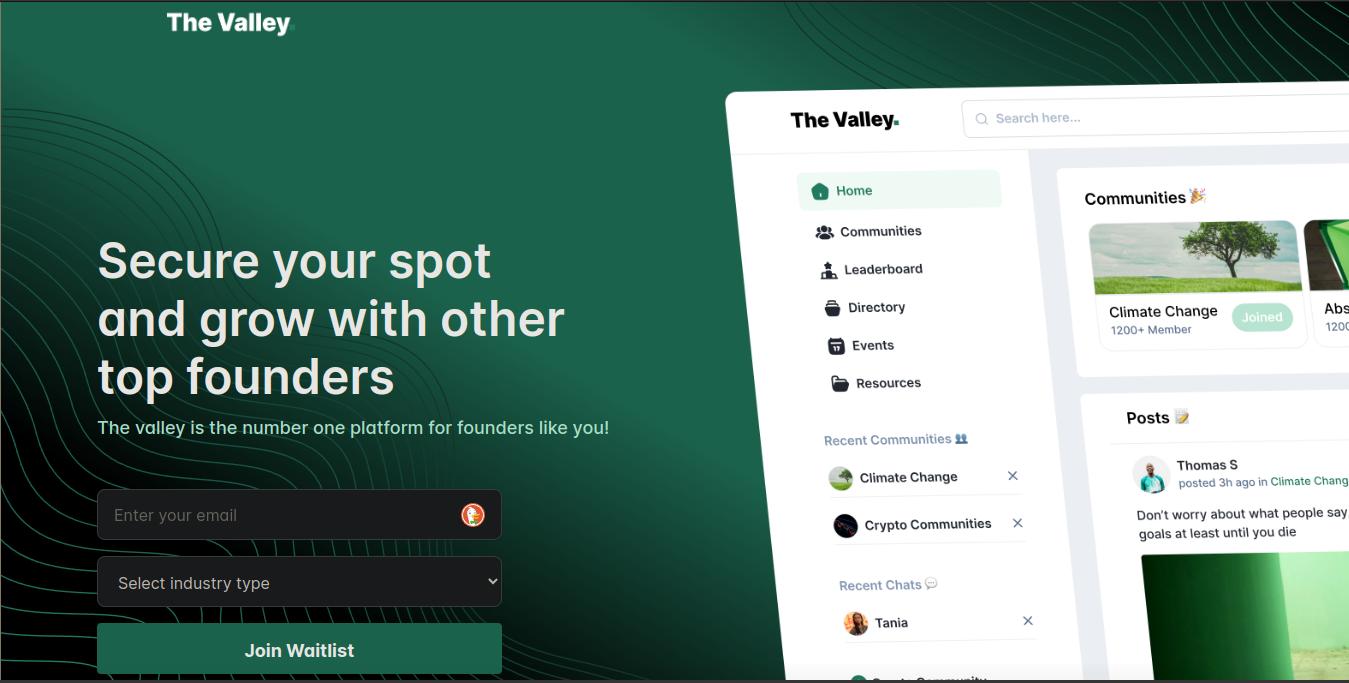 The Valley.
Secure your spot
and grow with other
top founders
The valley is the number one platform for founders like you!
Enter your email
Select industry type
Join Waitlist
The Valley.
Search here...
Home
Communities
Leaderboard
Directory
Events
Resources
Recent Communities
Climate Change
Crypto Communities
Recent Chats
Tania
Communities
Climate Change
1200+ Member
Joined
Posts
Thomas S
posted 3h ago in Climate Chang
Don't worry about what people say,
goals at least until you die